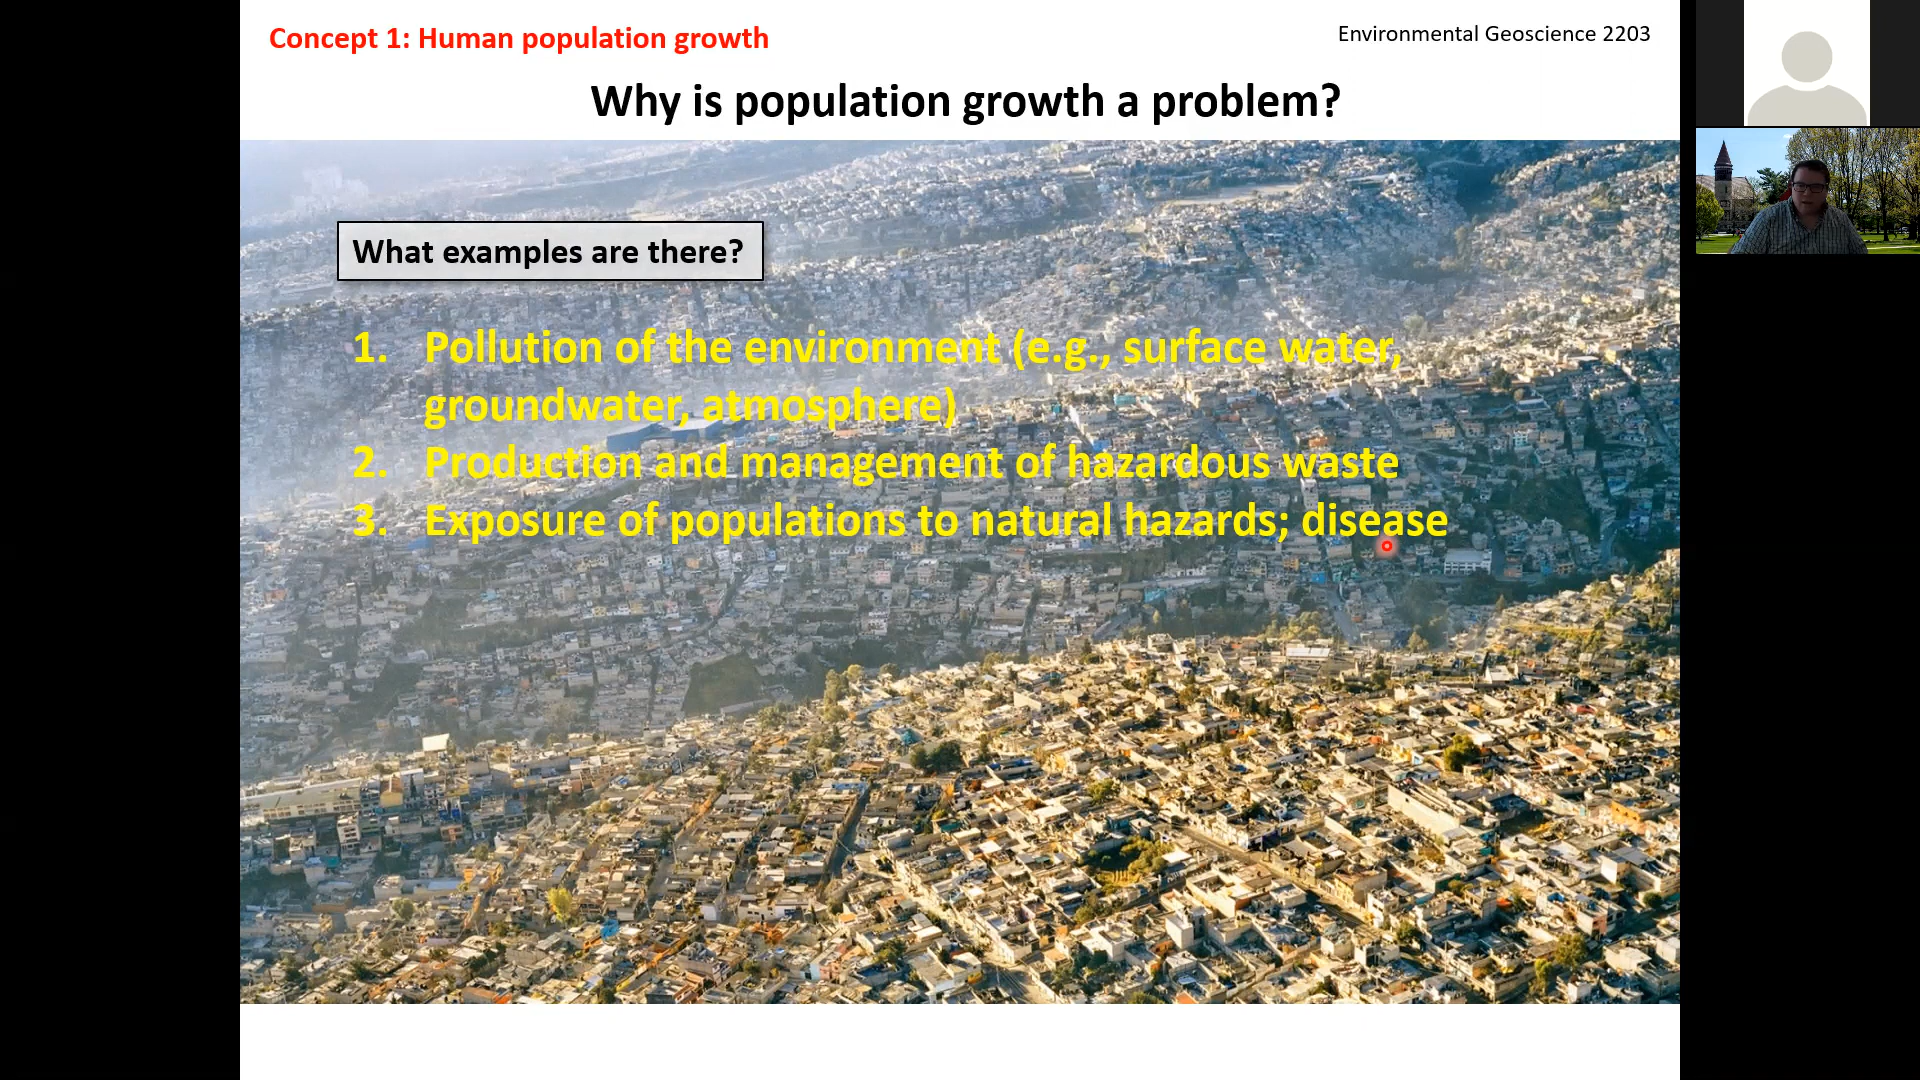 Concept 1: Human population growth
Environmental Geoscience 2203
Why is population growth a problem?
What examples are there?
1. Pollution of the environment (e.g., surface water,
groundwater, atmosphere)
2. Production and management of hazardous waste
3. Exposure of populations to natural hazards; disease